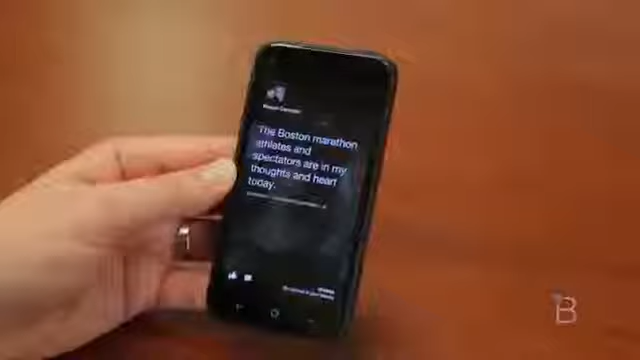 The Boston marathon
athletes and
spectators are in my
thoughts and heart
today.
B